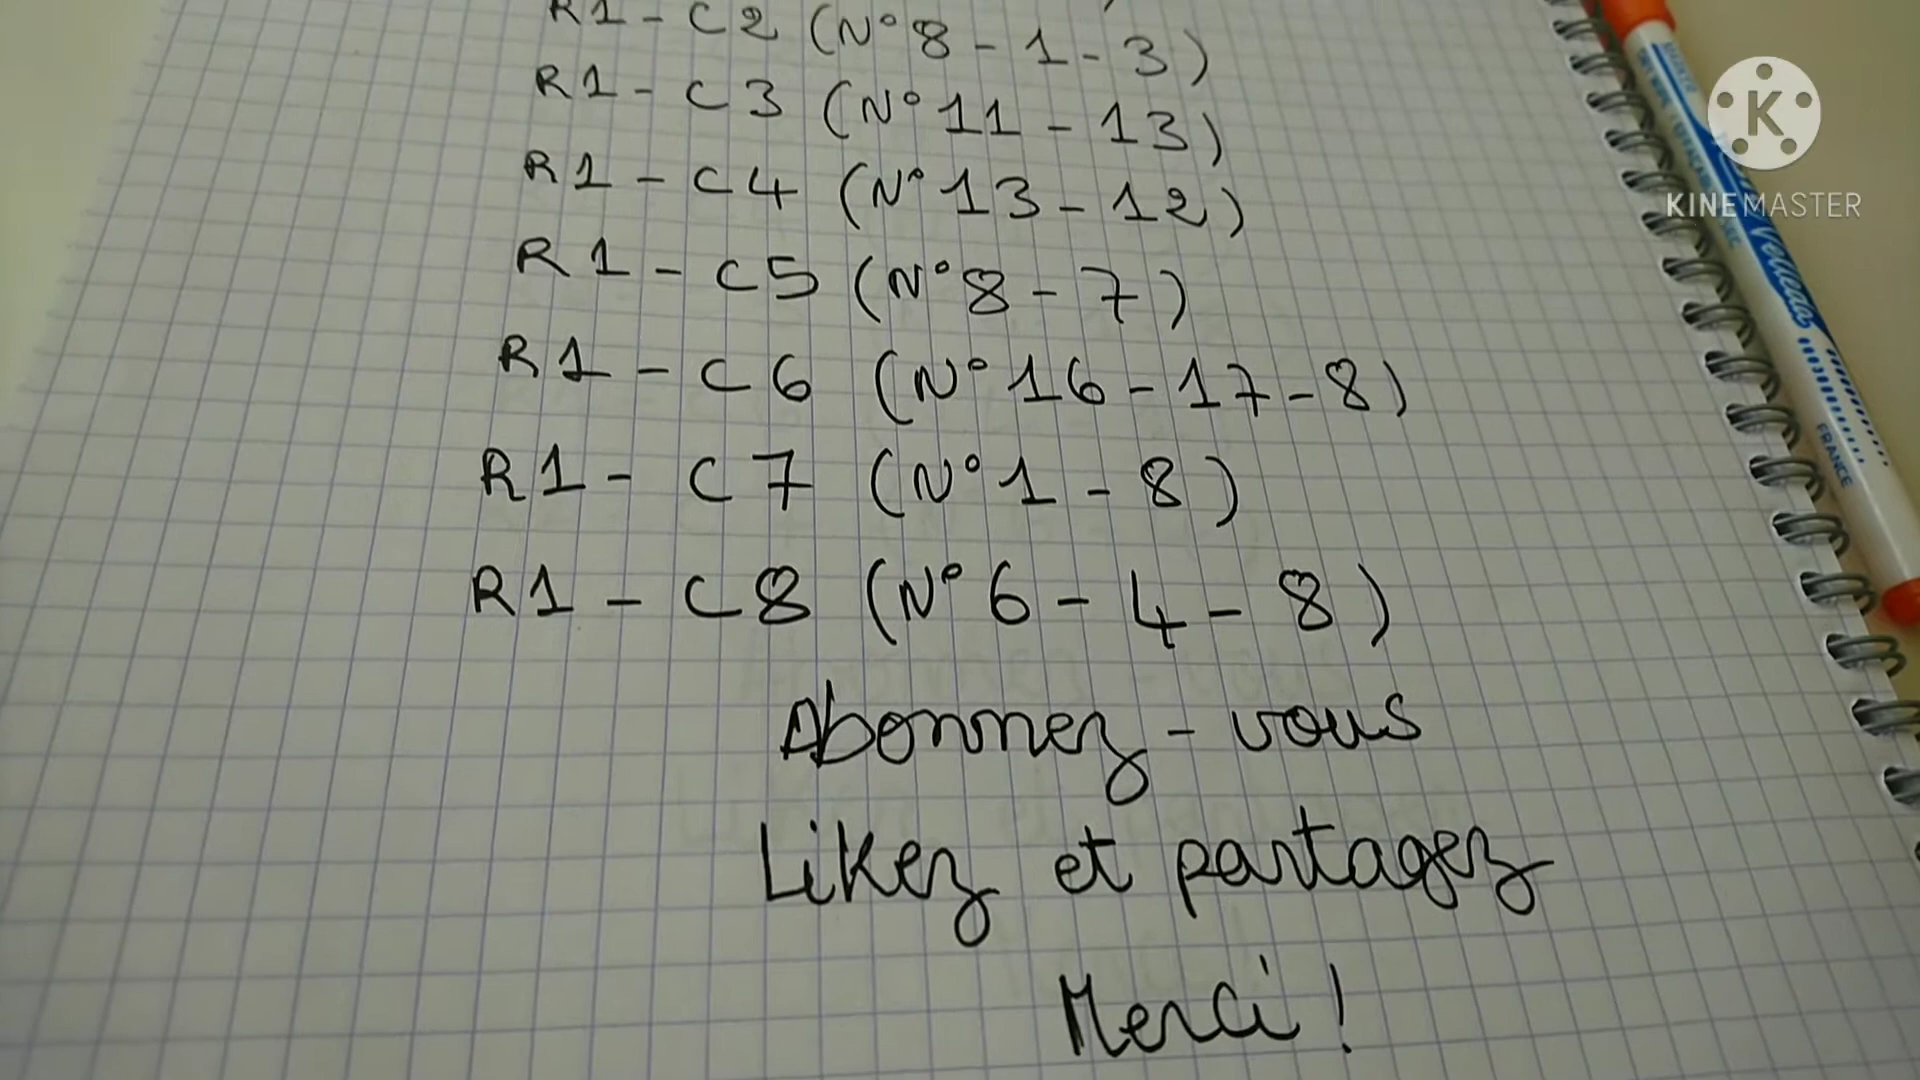 R1 - C2 (N° 8 - 1 - 3)
R1 - C3 (N° 11 - 13)
R1 - C4 (N° 13 - 12)
R1 - C5 (N° 8 - 7)
R1 - C6 (N° 16 - 17 - 8)
R1 - C7 (N° 1 - 8)
R1 - C8 (N° 6 - 4 - 8)
Abonnez - vous
Likez et partagez
Merci !
K
KINEMASTER
Velleda
FRANCE